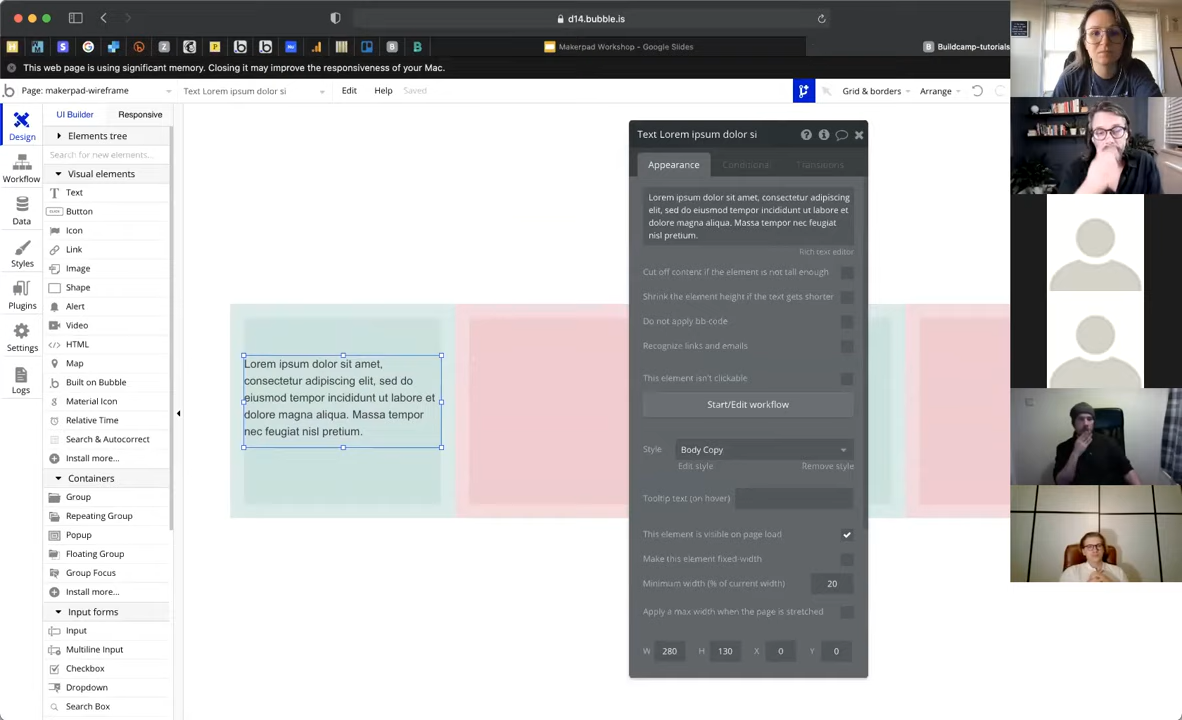 d14.bubble.is
Makerpad Workshop - Google Slides
Buildcamp-tutorials
This web page is using significant memory. Closing it may improve the responsiveness of your Mac.
Page: makerpad-wireframe
Text Lorem ipsum dolor si
Edit
Help
Saved
Grid & borders
Arrange
Design
Workflow
Data
Styles
Plugins
Settings
Logs
UI Builder
Responsive
Elements tree
Search for new elements...
Visual elements
Text
Button
Icon
Link
Image
Shape
Alert
Video
HTML
Map
Built on Bubble
Material Icon
Relative Time
Search & Autocorrect
Install more...
Containers
Group
Repeating Group
Popup
Floating Group
Group Focus
Install more...
Input forms
Input
Multiline Input
Checkbox
Dropdown
Search Box
Lorem ipsum dolor sit amet,
consectetur adipiscing elit, sed do
eiusmod tempor incididunt ut labore et
dolore magna aliqua. Massa tempor
nec feugiat nisl pretium.
Text Lorem ipsum dolor si
Appearance
Conditional
Transitions
Lorem ipsum dolor sit amet, consectetur adipiscing
elit, sed do eiusmod tempor incididunt ut labore et
dolore magna aliqua. Massa tempor nec feugiat
nisl pretium.
Rich text editor
Cut off content if the element is not tall enough
Shrink the element height if the text gets shorter
Do not apply bb-code
Recognize links and emails
This element isn't clickable
Start/Edit workflow
Style
Body Copy
Edit style
Remove style
Tooltip text (on hover)
This element is visible on page load
Make this element fixed-width
Minimum width (% of current width)
20
Apply a max width when the page is stretched
W 280 H 130 X 0 Y 0